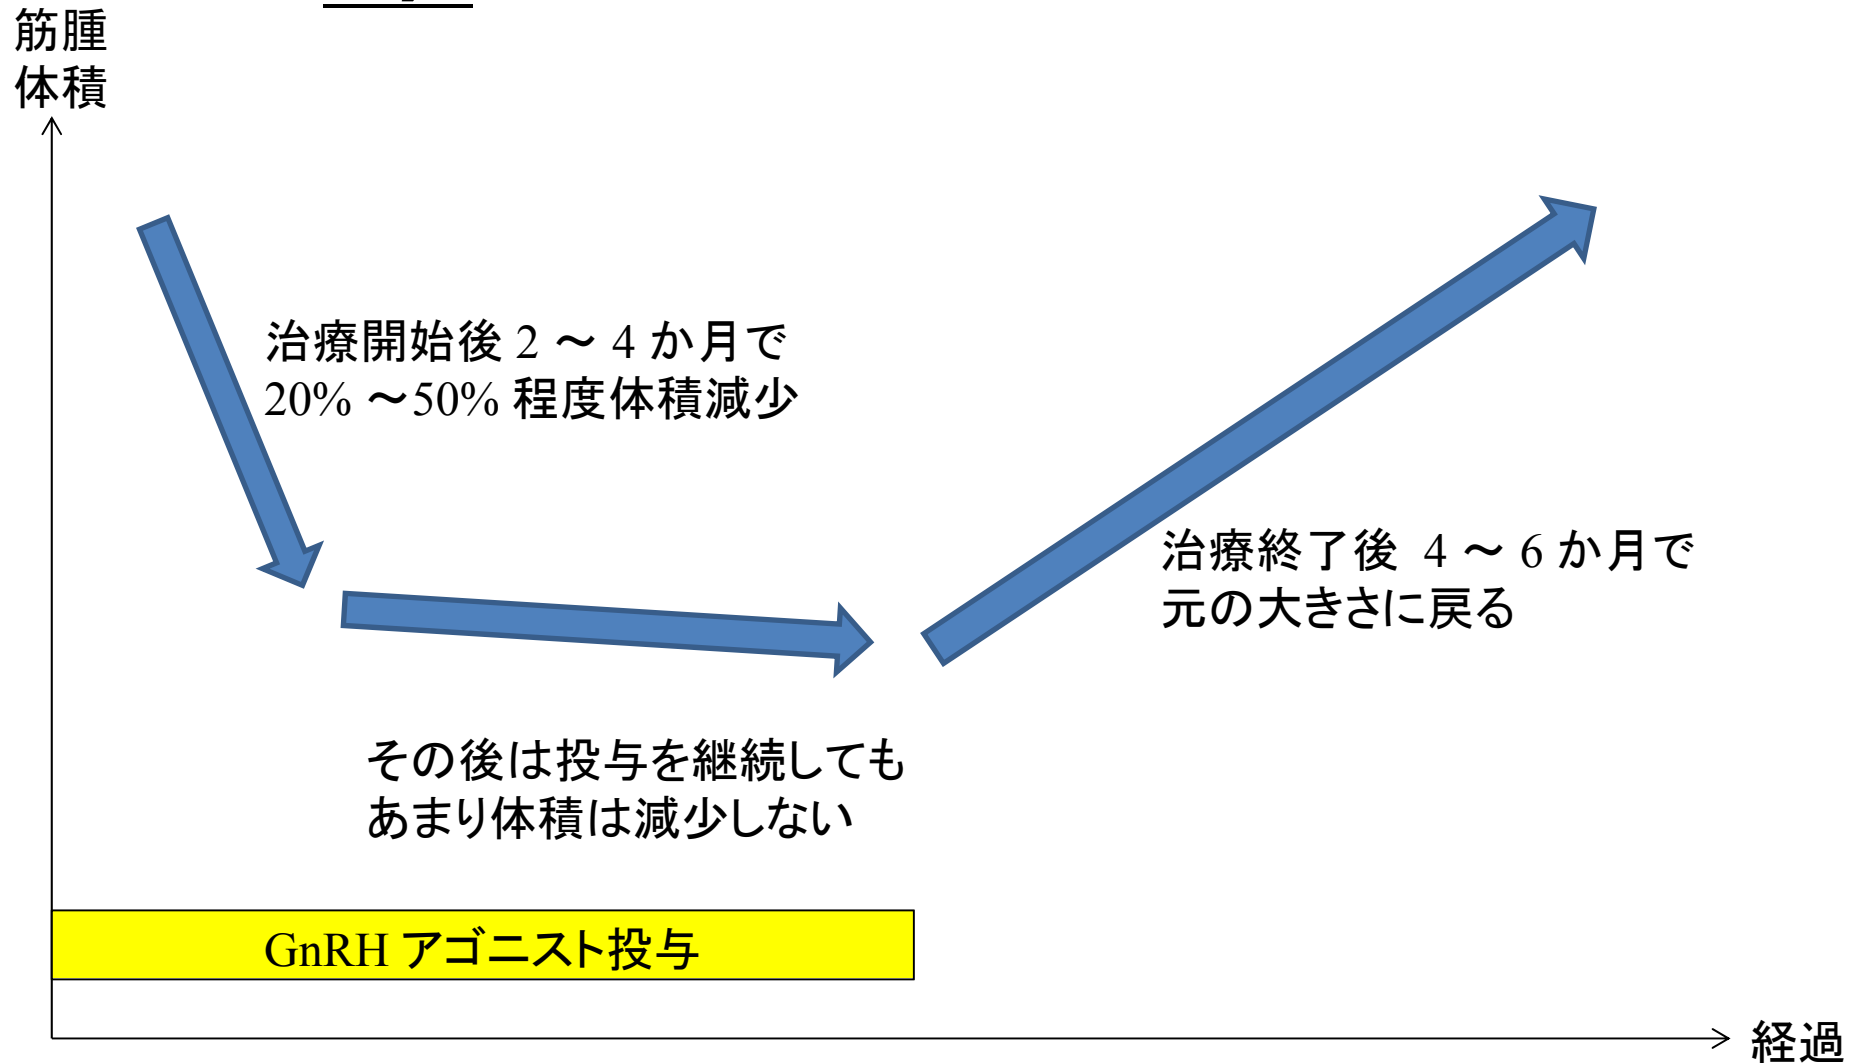 筋腫
体積
治療開始後 2 ～ 4 か月で
20% ～50% 程度体積減少
治療終了後 4 ～ 6 か月で
元の大きさに戻る
その後は投与を継続しても
あまり体積は減少しない
GnRH アゴニスト投与
経過